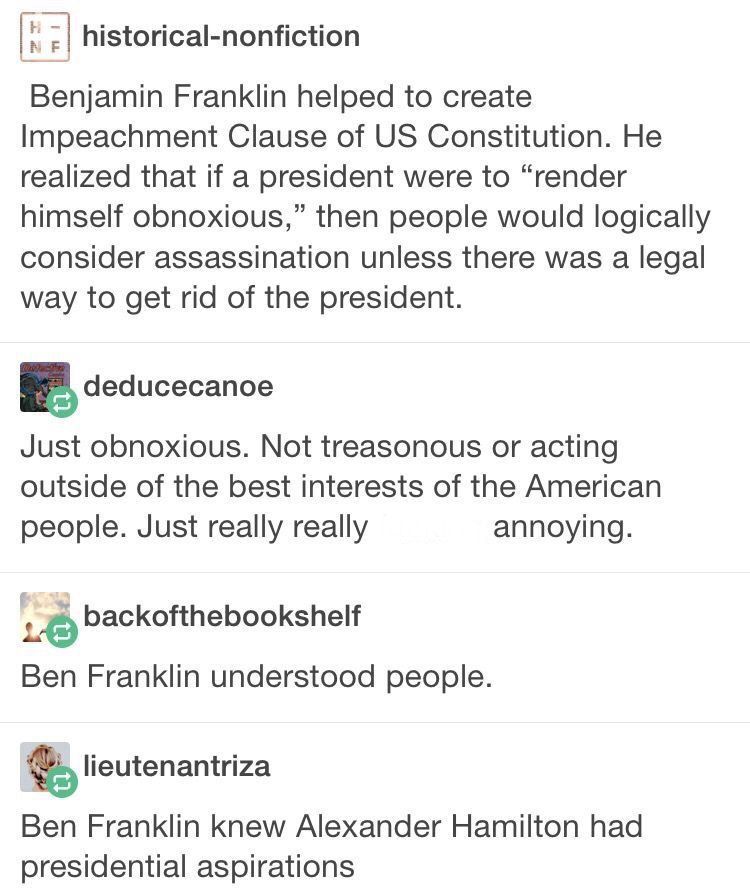 H -
N F
historical-nonfiction
Benjamin Franklin helped to create
Impeachment Clause of US Constitution. He
realized that if a president were to “render
himself obnoxious,” then people would logically
consider assassination unless there was a legal
way to get rid of the president.
deducecanoe
Just obnoxious. Not treasonous or acting
outside of the best interests of the American
people. Just really really annoying.
backofthebookshelf
Ben Franklin understood people.
lieutenantriza
Ben Franklin knew Alexander Hamilton had
presidential aspirations